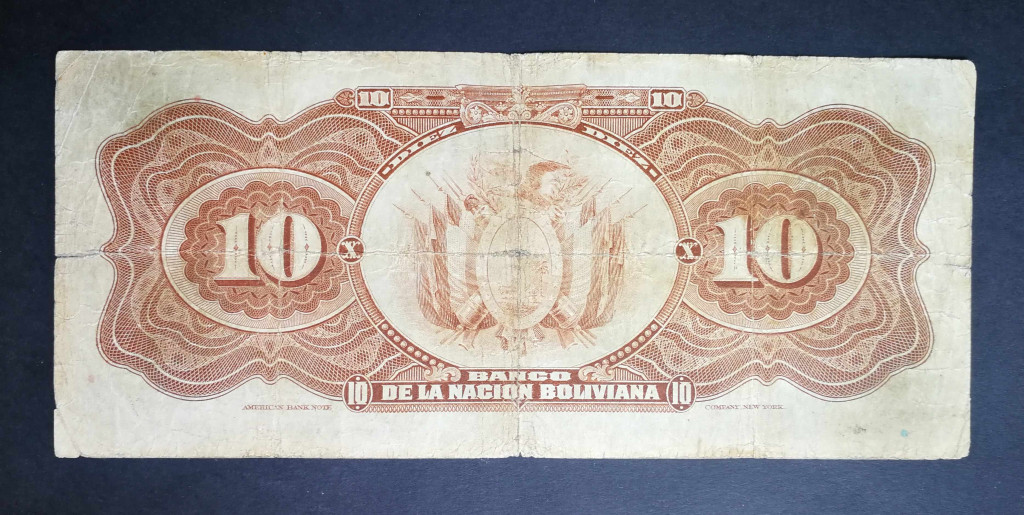 10 10
DIEZ DIEZ
10 X X 10
BANCO
10 DE LA NACION BOLIVIANA 10
AMERICAN BANK NOTE COMPANY NEW YORK.